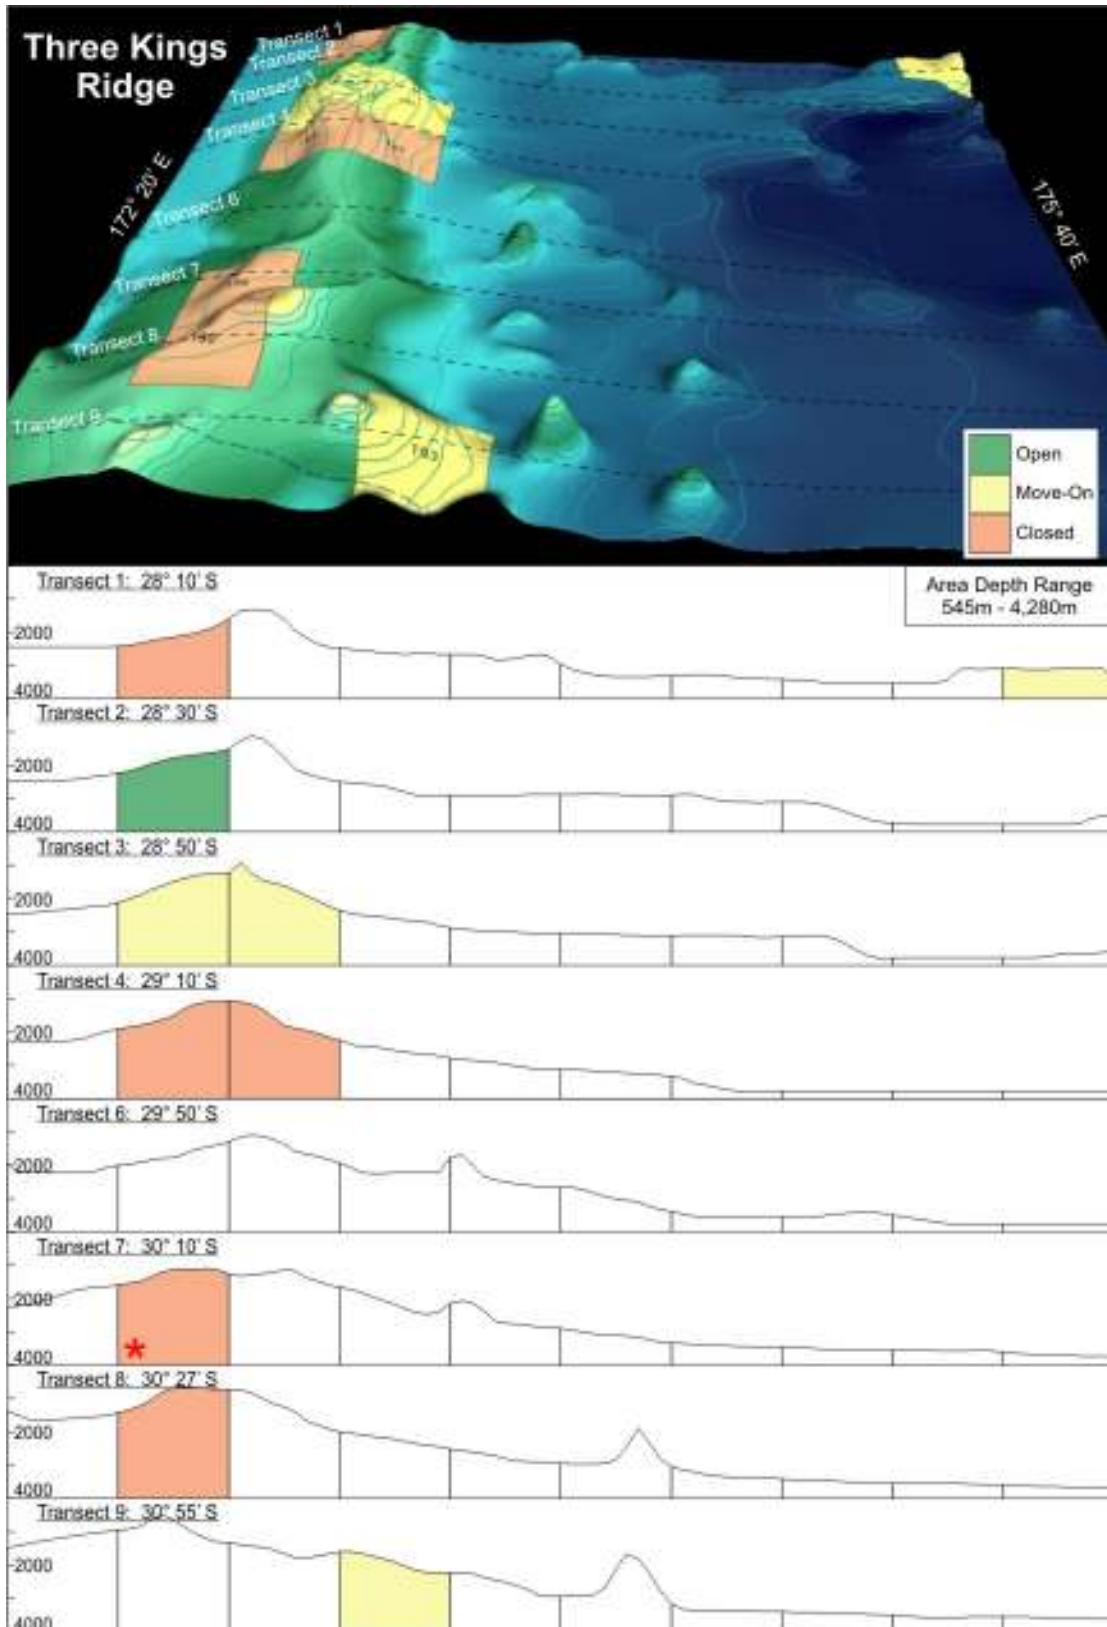 Three Kings
Ridge
Transect 1
Transect 2
Transect 3
Transect 4
Transect 6
Transect 7
Transect 8
Transect 9
172° 20' E
175° 40' E
193
Open
Move-On
Closed
Area Depth Range
545m - 4,280m
Transect 1: 28° 10' S
2000
4000
Transect 2: 28° 30' S
2000
4000
Transect 3: 28° 50' S
2000
4000
Transect 4: 29° 10' S
2000
4000
Transect 6: 29° 50' S
2000
4000
Transect 7: 30° 10' S
2000
*
4000
Transect 8: 30° 27' S
2000
4000
Transect 9: 30° 55' S
2000
4000